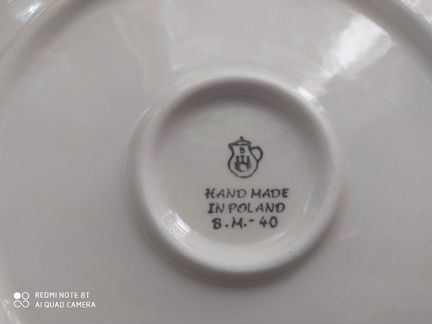 B
HAND MADE
IN POLAND
B.M.-40
REDMI NOTE 8T
AI QUAD CAMERA